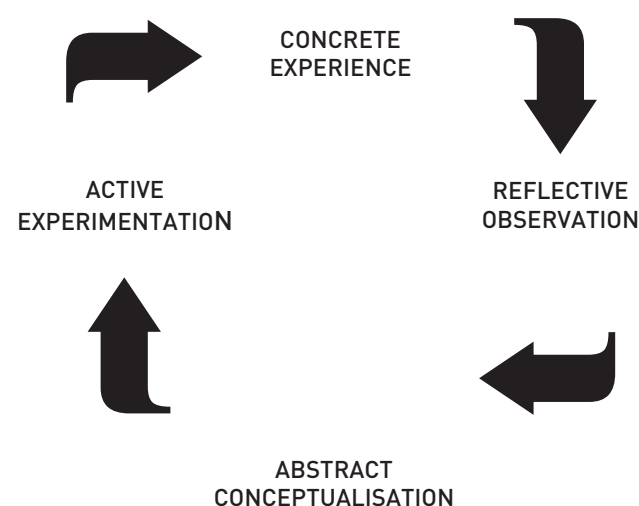 CONCRETE
EXPERIENCE
ACTIVE
EXPERIMENTATION
REFLECTIVE
OBSERVATION
ABSTRACT
CONCEPTUALISATION